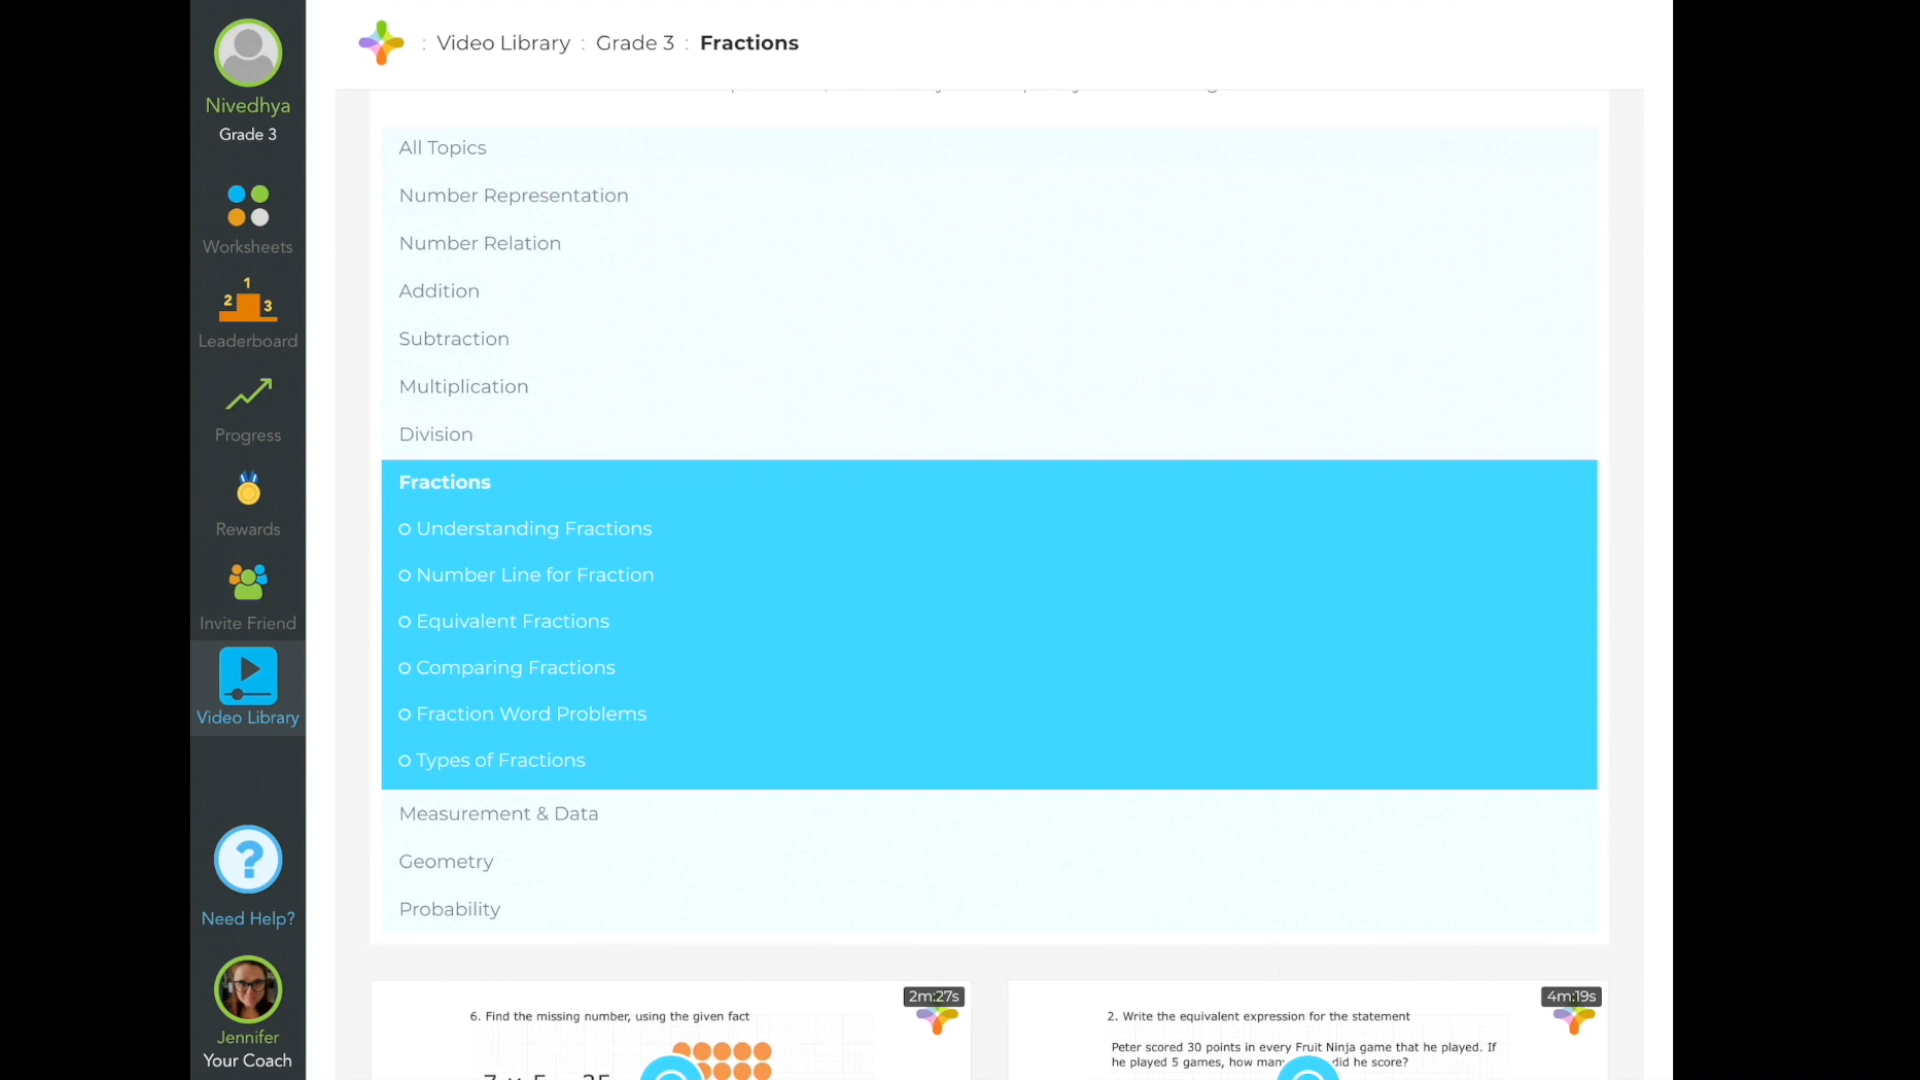 Nivedhya
Grade 3
Worksheets
1
2 3
Leaderboard
Progress
Rewards
Invite Friend
Video Library
?
Need Help?
Jennifer
Your Coach
: Video Library : Grade 3 : Fractions
All Topics
Number Representation
Number Relation
Addition
Subtraction
Multiplication
Division
Fractions
Understanding Fractions
Number Line for Fraction
Equivalent Fractions
Comparing Fractions
Fraction Word Problems
Types of Fractions
Measurement & Data
Geometry
Probability
2m:27s
6. Find the missing number, using the given fact
4m:19s
2. Write the equivalent expression for the statement
Peter scored 30 points in every Fruit Ninja game that he played. If
he played 5 games, how many did he score?